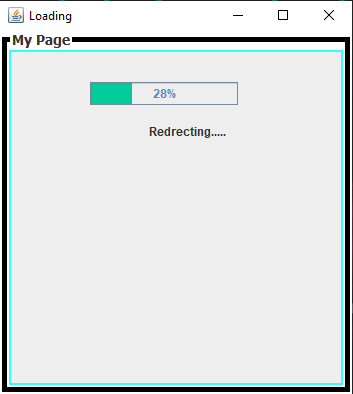 Loading
My Page
28%
Redrecting.....